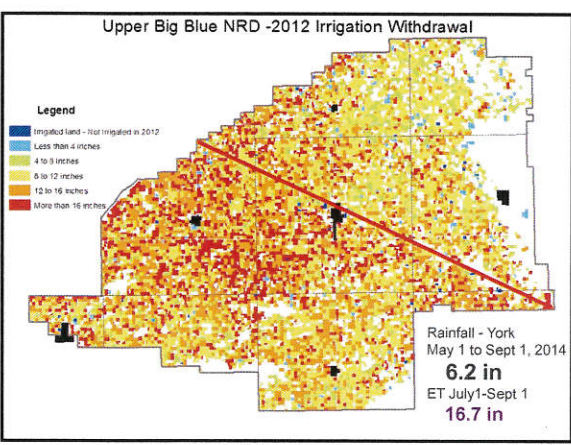 Upper Big Blue NRD -2012 Irrigation Withdrawal
Legend
Irrigated land - Not Irrigated in 2012
Less than 4 inches
4 to 8 inches
8 to 12 inches
12 to 16 inches
More than 16 inches
Rainfall - York
May 1 to Sept 1, 2014
6.2 in
ET July1-Sept 1
16.7 in